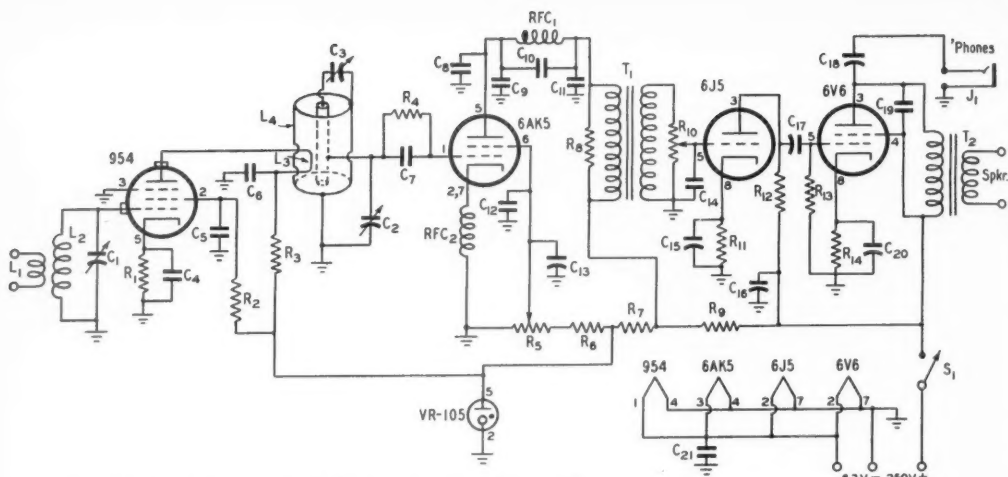 RFC1
C3
C8
C10
C9
C11
T1
6J5
6V6
C18
'Phones
J1
C19
L4
R4
6AK5
5
6
1
2,7
R8
R10
3
5
8
C17
3
5
4
8
T2
Spkr.
954
L3
C6
C7
C2
C12
RFC2
C13
C14
R12
R13
C15
R11
C16
R14
C20
3
2
5
L1
L2
C1
R1
C4
C5
R2
R3
R5
R6
R7
R9
S1
VR-105
5
2
954
6AK5
6J5
6V6
1
4
3
4
2
7
2
7
C21
250V+